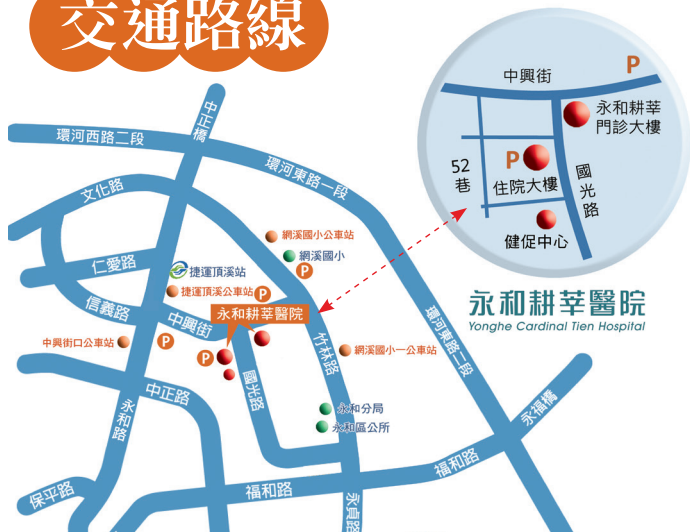 交通路線
中興街
P
永和耕莘
門診大樓
52
巷
P
住院大樓
國光路
健促中心
永和耕莘醫院
Yonghe Cardinal Tien Hospital
中正橋
環河西路二段
環河東路一段
文化路
網溪國小公車站
網溪國小
P
仁愛路
捷運頂溪站
捷運頂溪公車站
P
信義路
中興街
永和耕莘醫院
環河東路二段
中興街口公車站
P
P
竹林路
網溪國小一公車站
國光路
中正路
永和路
永和分局
永和區公所
永福橋
福和路
福和路
保平路
永貞路